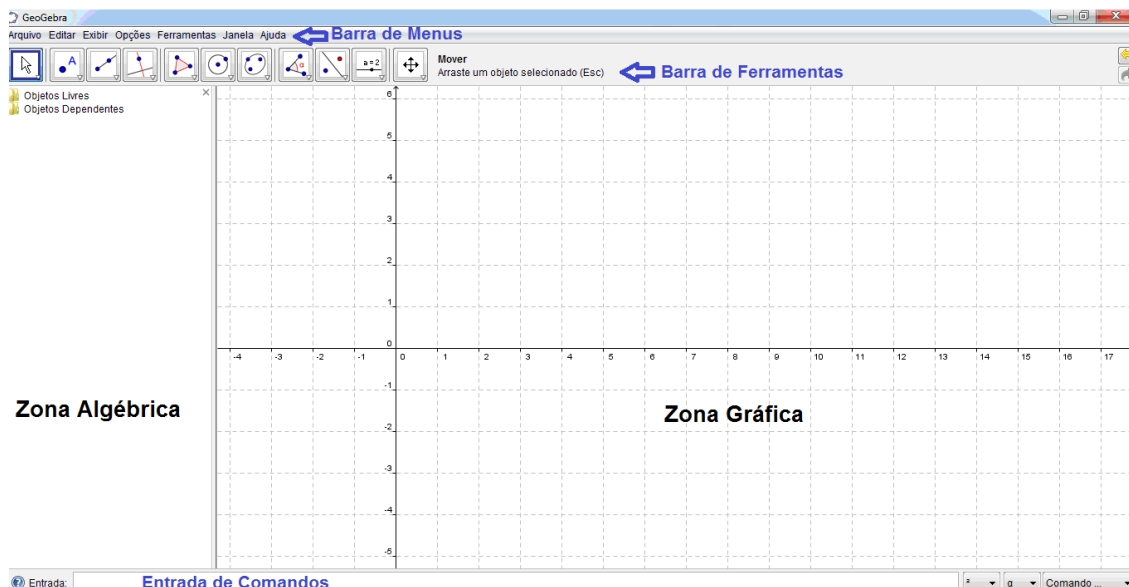 GeoGebra
Arquivo Editar Exibir Opções Ferramentas Janela Ajuda Barra de Menus
A α a=2 Mover
Arraste um objeto selecionado (Esc) Barra de Ferramentas
Objetos Livres
Objetos Dependentes
6
5
4
3
2
1
0
-4 -3 -2 -1 0 1 2 3 4 5 6 7 8 9 10 11 12 13 14 15 16 17
-1
Zona Algébrica Zona Gráfica
-2
-3
-4
-5
Entrada: Entrada de Comandos ² α Comando ...